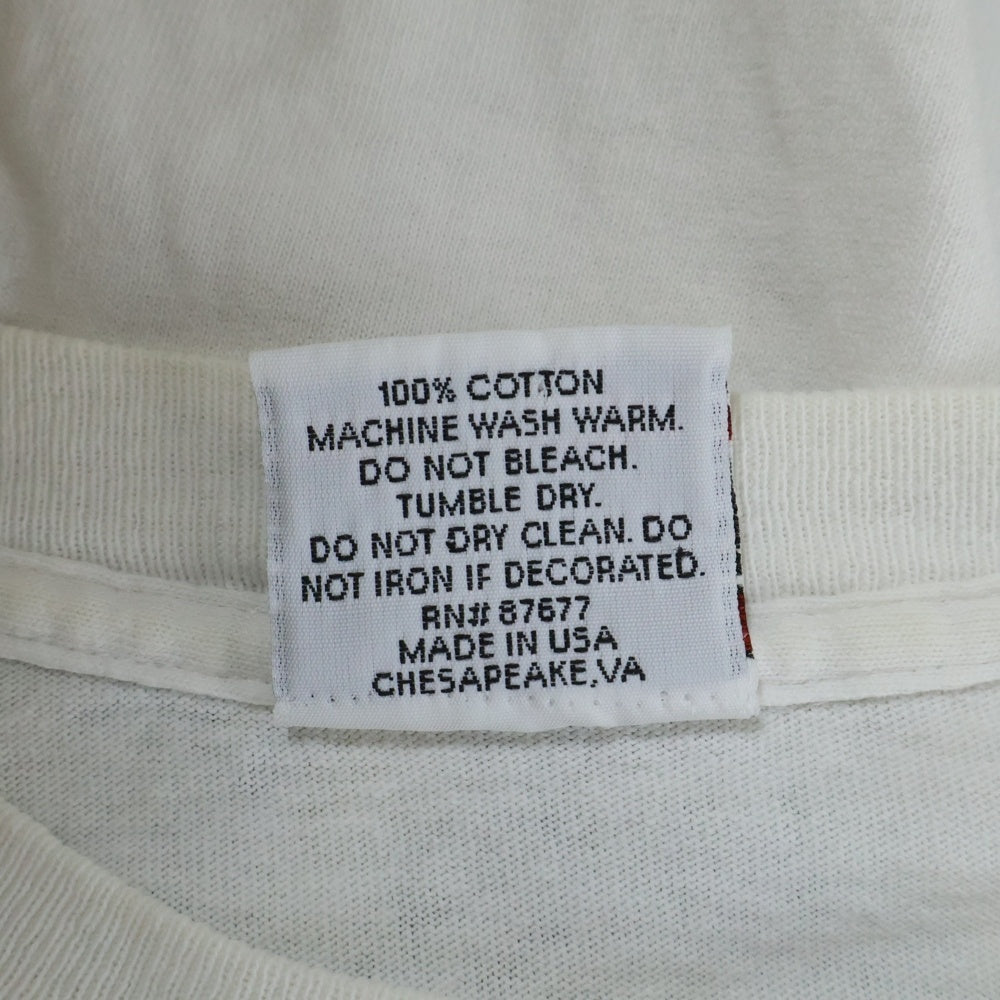 100% COTTON
MACHINE WASH WARM.
DO NOT BLEACH.
TUMBLE DRY.
DO NOT DRY CLEAN. DO
NOT IRON IF DECORATED.
RN# 87677
MADE IN USA
CHESAPEAKE,VA